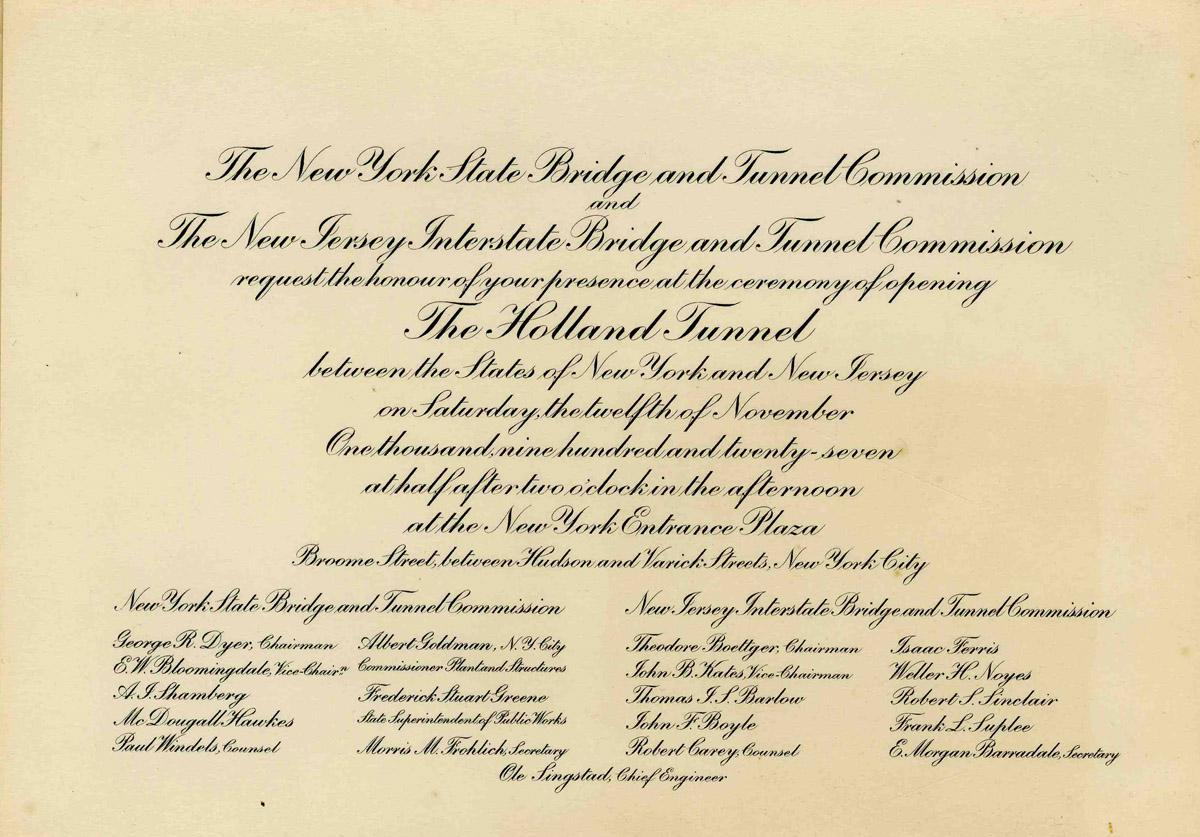 The New York State Bridge and Tunnel Commission
and
The New Jersey Interstate Bridge and Tunnel Commission
request the honour of your presence at the ceremony of opening
The Holland Tunnel
between the States of New York and New Jersey
on Saturday, the twelfth of November
One thousand, nine hundred and twenty-seven
at half after two o'clock in the afternoon
at the New York Entrance Plaza
Broome Street, between Hudson and Varick Streets, New York City
New York State Bridge and Tunnel Commission
George R. Dyer, Chairman
E. W. Bloomingdale, Vice-Chair.n
A. J. Shamberg
McDougall Hawkes
Paul Windels, Counsel
Albert Goldman, N. Y. City
Commissioner Plant and Structures
Frederick Stuart Greene
State Superintendent of Public Works
Morris M. Frohlich, Secretary
New Jersey Interstate Bridge and Tunnel Commission
Theodore Boettger, Chairman
John B. Kates, Vice-Chairman
Thomas J. S. Barlow
John F. Boyle
Robert Carey, Counsel
Isaac Ferris
Weller H. Noyes
Robert S. Sinclair
Frank L. Suplee
E. Morgan Barradale, Secretary
Ole Singstad, Chief Engineer